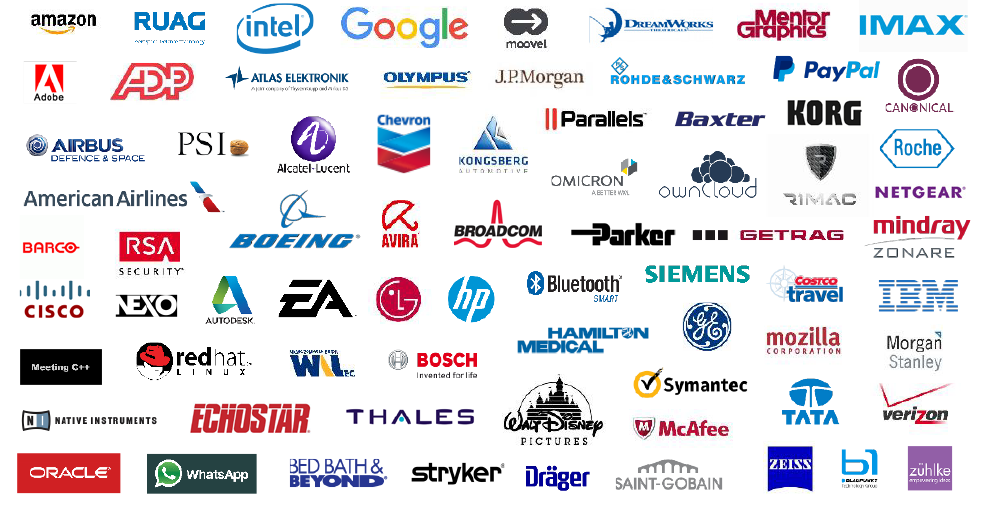 amazon
RUAG
intel
Google
moovel
DREAMWORKS
Mentor
Graphics
IMAX
Adobe
ADP
ATLAS ELEKTRONIK
OLYMPUS
J.P.Morgan
ROHDE & SCHWARZ
PayPal
CANONICAL
AIRBUS
DEFENCE & SPACE
PSI
Alcatel·Lucent
Chevron
KONGSBERG
AUTOMOTIVE
Parallels
Baxter
KORG
Roche
OMICRON
ownCloud
RIMAC
NETGEAR
American Airlines
BOEING
AVIRA
BROADCOM
Parker
GETRAG
mindray
ZONARE
BARCO
RSA
SECURITY
CISCO
NEXO
AUTODESK
EA
LG
hp
Bluetooth
SMART
SIEMENS
Costco
travel
IBM
Meeting C++
redhat
LINUX
BOSCH
Invented for life
HAMILTON
MEDICAL
GE
mozilla
CORPORATION
Morgan
Stanley
NI NATIVE INSTRUMENTS
ECHOSTAR
THALES
WALT DISNEY
PICTURES
Symantec
M McAfee
TATA
verizon
ORACLE
WhatsApp
BED BATH &
BEYOND
stryker
Dräger
SAINT-GOBAIN
ZEISS
b1
BLAUPUNKT
zühlke
empowering ideas